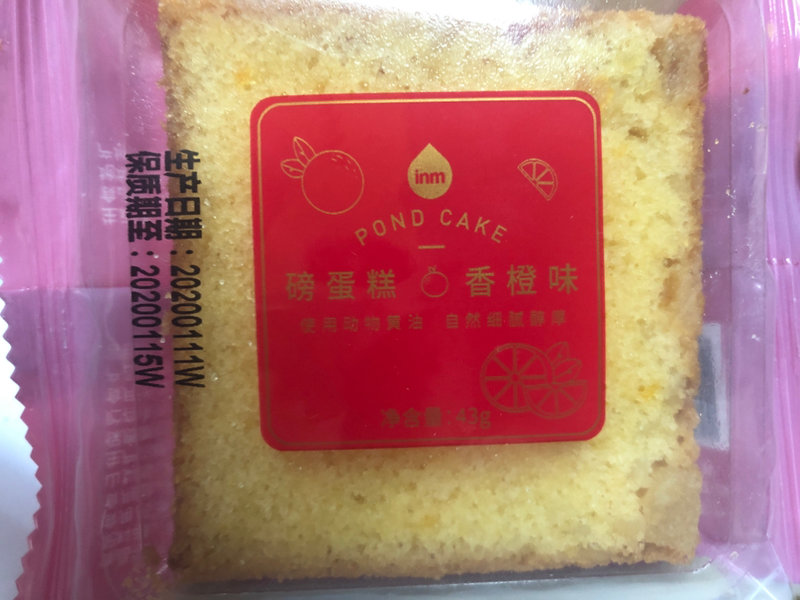 inm
POND CAKE
磅蛋糕 香橙味
使用动物黄油 自然细腻醇厚
净含量:43g
生产日期:20200111W
保质期至:20200115W